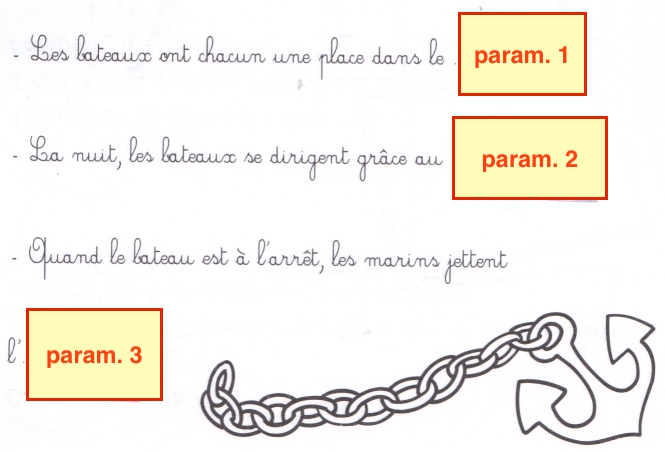 - Les bateaux ont chacun une place dans le . param. 1
- La nuit, les bateaux se dirigent grâce au param. 2
- Quand le bateau est à l'arrêt, les marins jettent
l'. param. 3